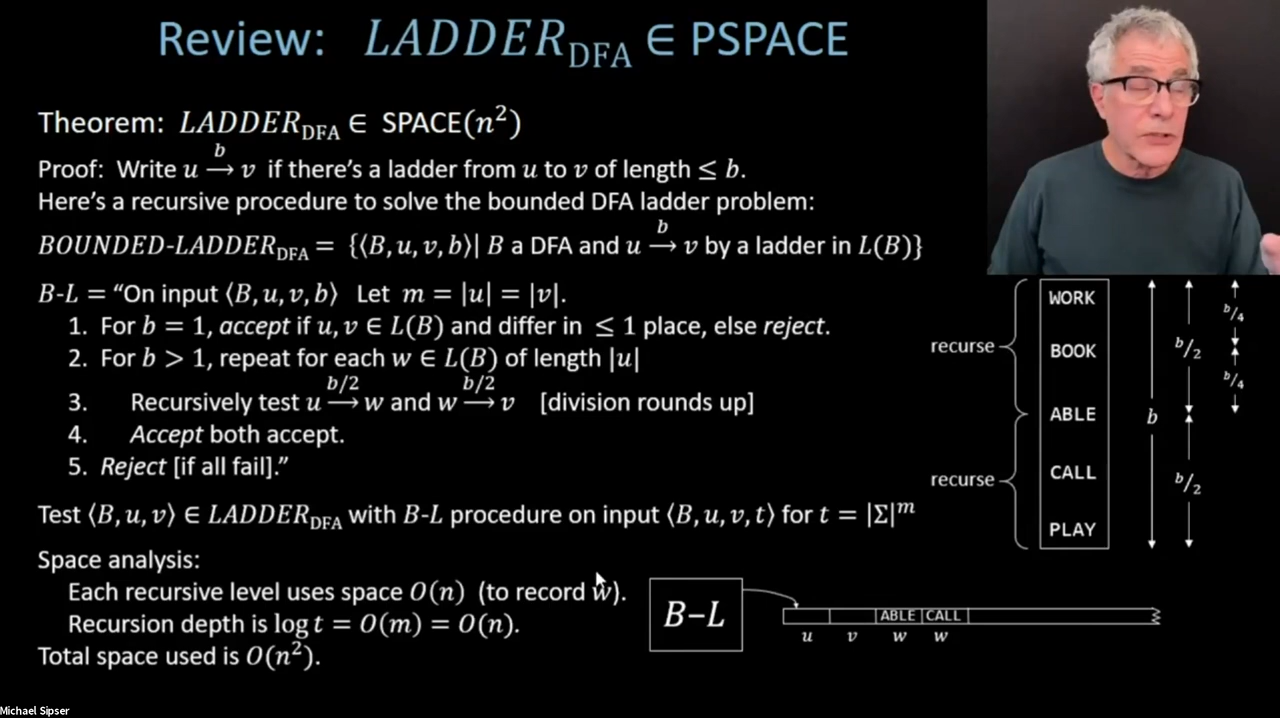 Review: LADDER_DFA ∈ PSPACE
Theorem: LADDER_DFA ∈ SPACE(n²)
Proof: Write u →^b v if there's a ladder from u to v of length ≤ b.
Here's a recursive procedure to solve the bounded DFA ladder problem:
BOUNDED-LADDER_DFA = {⟨B, u, v, b⟩| B a DFA and u →^b v by a ladder in L(B)}
B-L = "On input ⟨B, u, v, b⟩ Let m = |u| = |v|.
1. For b = 1, accept if u, v ∈ L(B) and differ in ≤ 1 place, else reject.
2. For b > 1, repeat for each w ∈ L(B) of length |u|
3. Recursively test u →^{b/2} w and w →^{b/2} v [division rounds up]
4. Accept both accept.
5. Reject [if all fail]."
Test ⟨B, u, v⟩ ∈ LADDER_DFA with B-L procedure on input ⟨B, u, v, t⟩ for t = |Σ|^m
Space analysis:
Each recursive level uses space O(n) (to record w).
Recursion depth is log t = O(m) = O(n).
Total space used is O(n²).
WORK
BOOK
ABLE
CALL
PLAY
recurse
recurse
b
b/2
b/2
b/4
b/4
B-L
ABLE CALL
u v w w
Michael Sipser